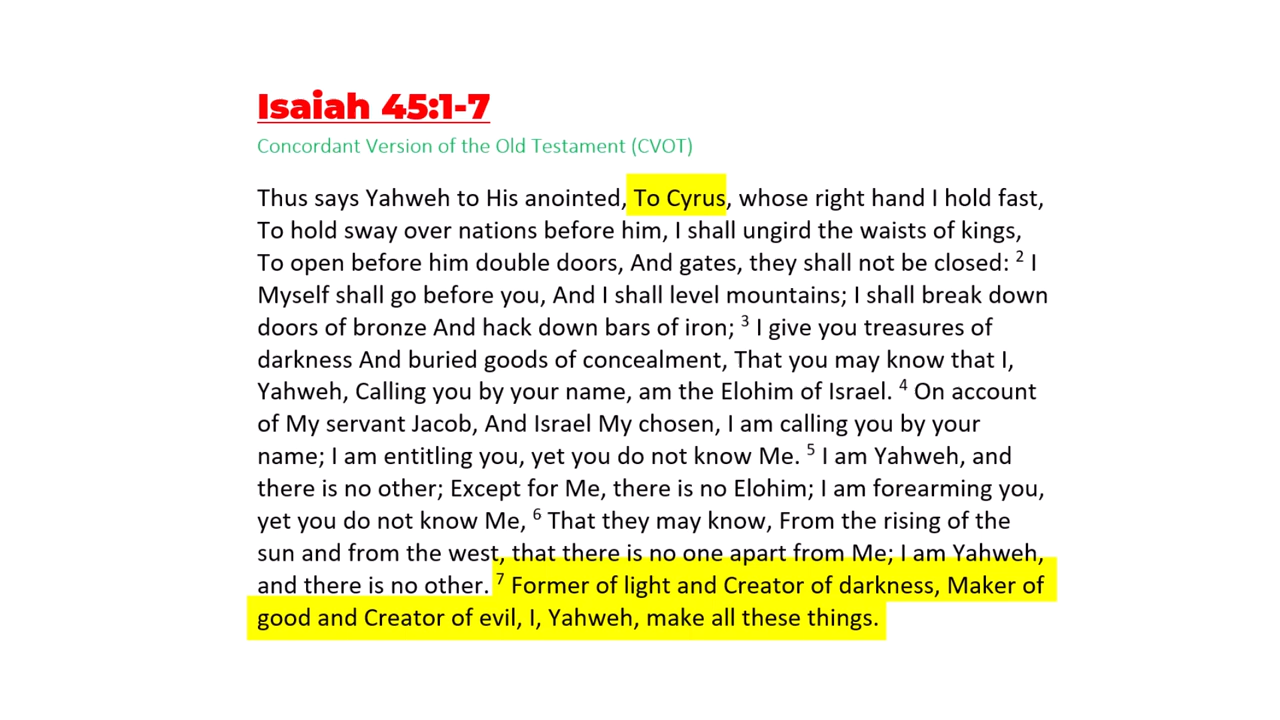 Isaiah 45:1-7
Concordant Version of the Old Testament (CVOT)
Thus says Yahweh to His anointed, To Cyrus, whose right hand I hold fast,
To hold sway over nations before him, I shall ungird the waists of kings,
To open before him double doors, And gates, they shall not be closed: 2 I
Myself shall go before you, And I shall level mountains; I shall break down
doors of bronze And hack down bars of iron; 3 I give you treasures of
darkness And buried goods of concealment, That you may know that I,
Yahweh, Calling you by your name, am the Elohim of Israel. 4 On account
of My servant Jacob, And Israel My chosen, I am calling you by your
name; I am entitling you, yet you do not know Me. 5 I am Yahweh, and
there is no other; Except for Me, there is no Elohim; I am forearming you,
yet you do not know Me, 6 That they may know, From the rising of the
sun and from the west, that there is no one apart from Me; I am Yahweh,
and there is no other. 7 Former of light and Creator of darkness, Maker of
good and Creator of evil, I, Yahweh, make all these things.